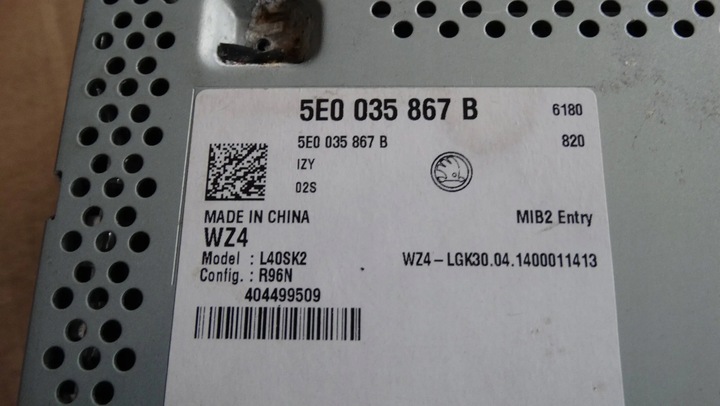 5E0 035 867 B 6180
5E0 035 867 B 820
IZY
02S
MADE IN CHINA MIB2 Entry
WZ4
Model : L40SK2 WZ4-LGK30.04.1400011413
Config. : R96N
404499509